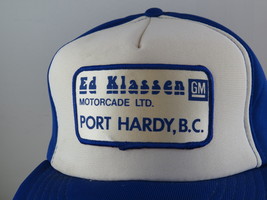 Ed Klassen GM
MOTORCADE LTD.
PORT HARDY, B.C.